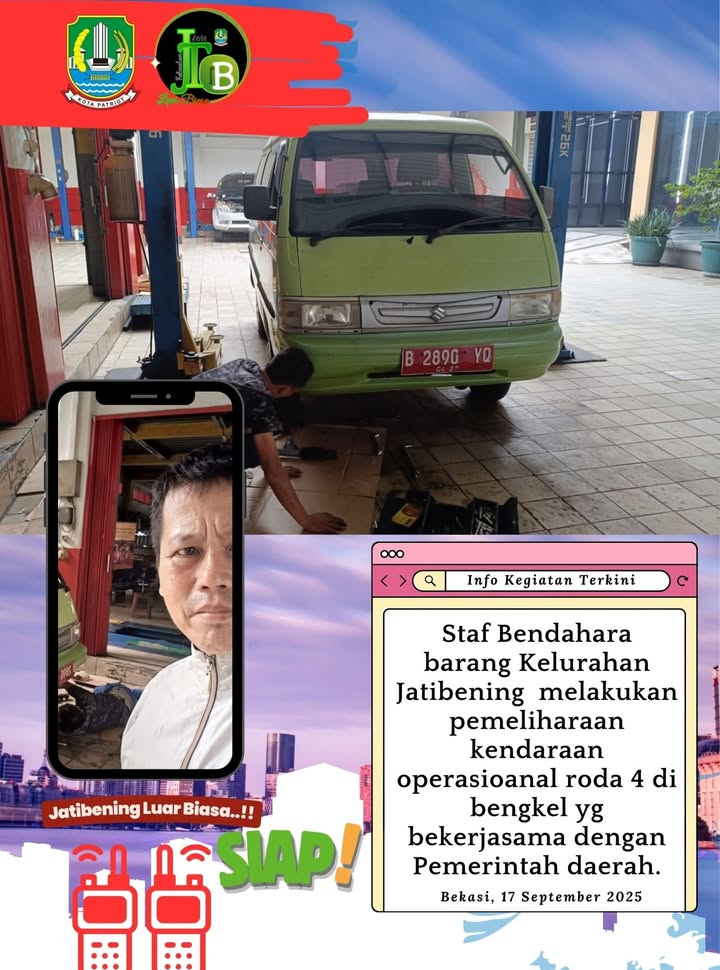 KOTA PATRIOT
B
26K
B 2890 YQ
Info Kegiatan Terkini
Staf Bendahara
barang Kelurahan
Jatibening melakukan
pemeliharaan
kendaraan
operasioanal roda 4 di
bengkel yg
bekerjasama dengan
Pemerintah daerah.
Bekasi, 17 September 2025
Jatibening Luar Biasa..!!
SIAP!